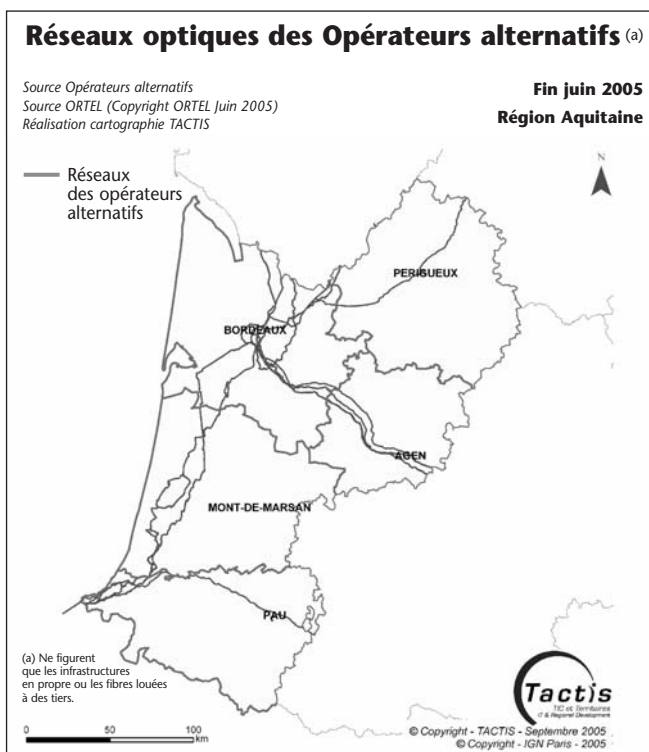 Réseaux optiques des Opérateurs alternatifs (a)
Source Opérateurs alternatifs
Source ORTEL (Copyright ORTEL Juin 2005)
Réalisation cartographie TACTIS
Fin juin 2005
Région Aquitaine
Réseaux
des opérateurs
alternatifs
N
PERIGUEUX
BORDEAUX
AGEN
MONT-DE-MARSAN
PAU
(a) Ne figurent
que les infrastructures
en propre ou les fibres louées
à des tiers.
0 50 100
km
Tactis
TIC et Territoires
IT & Regional Development
© Copyright - TACTIS - Septembre 2005
© Copyright - IGN Paris - 2005